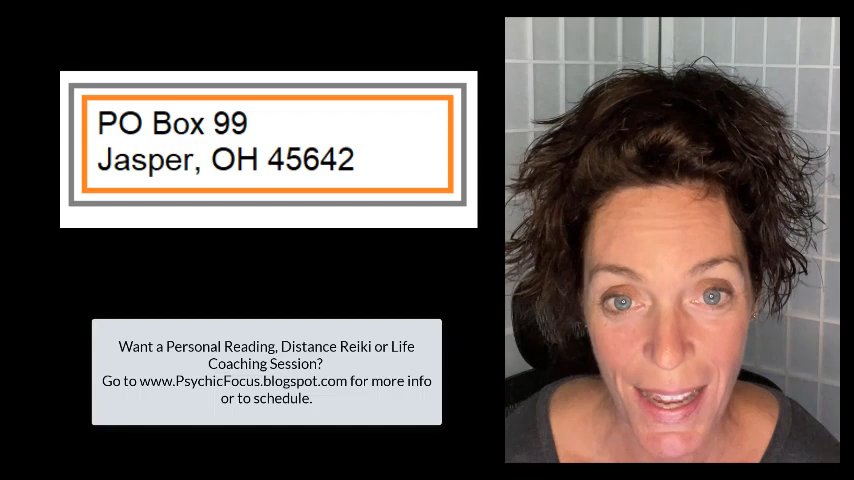 PO Box 99
Jasper, OH 45642
Want a Personal Reading, Distance Reiki or Life
Coaching Session?
Go to www.PsychicFocus.blogspot.com for more info
or to schedule.